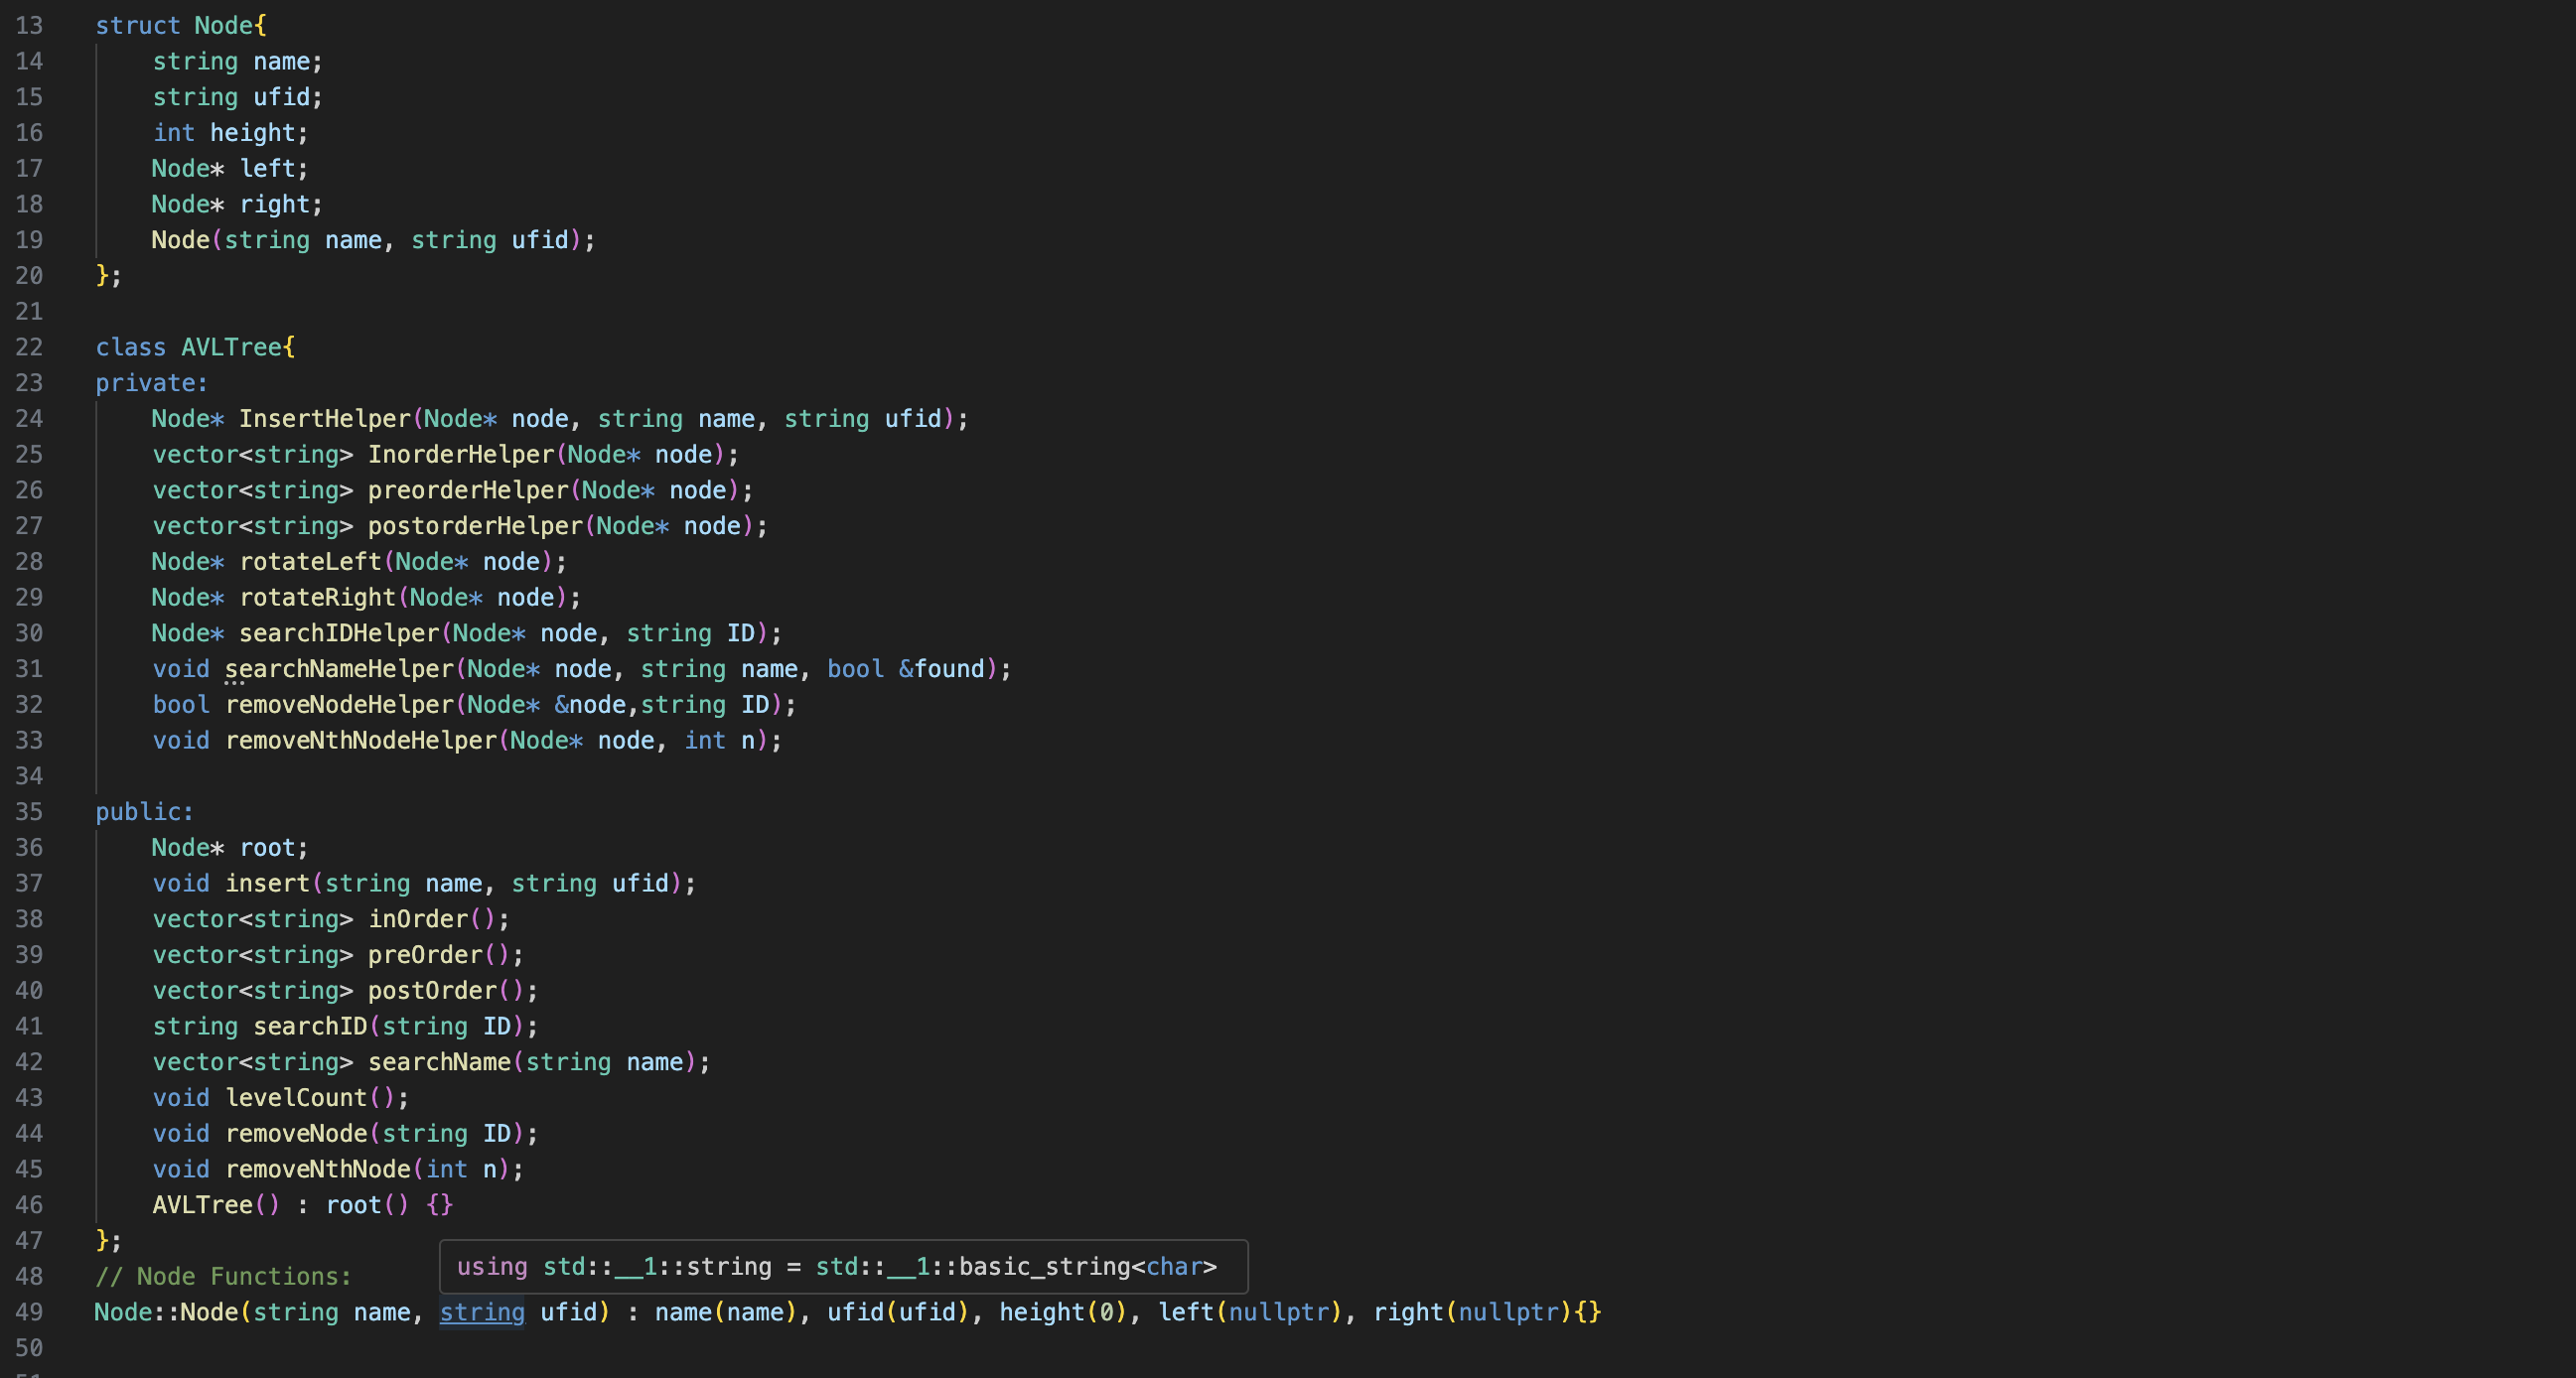 13 struct Node{
14 string name;
15 string ufid;
16 int height;
17 Node* left;
18 Node* right;
19 Node(string name, string ufid);
20 };
21
22 class AVLTree{
23 private:
24 Node* InsertHelper(Node* node, string name, string ufid);
25 vector<string> InorderHelper(Node* node);
26 vector<string> preorderHelper(Node* node);
27 vector<string> postorderHelper(Node* node);
28 Node* rotateLeft(Node* node);
29 Node* rotateRight(Node* node);
30 Node* searchIDHelper(Node* node, string ID);
31 void searchNameHelper(Node* node, string name, bool &found);
32 bool removeNodeHelper(Node* &node,string ID);
33 void removeNthNodeHelper(Node* node, int n);
34
35 public:
36 Node* root;
37 void insert(string name, string ufid);
38 vector<string> inOrder();
39 vector<string> preOrder();
40 vector<string> postOrder();
41 string searchID(string ID);
42 vector<string> searchName(string name);
43 void levelCount();
44 void removeNode(string ID);
45 void removeNthNode(int n);
46 AVLTree() : root() {}
47 };
using std::__1::string = std::__1::basic_string<char>
48 // Node Functions:
49 Node::Node(string name, string ufid) : name(name), ufid(ufid), height(0), left(nullptr), right(nullptr){}
50